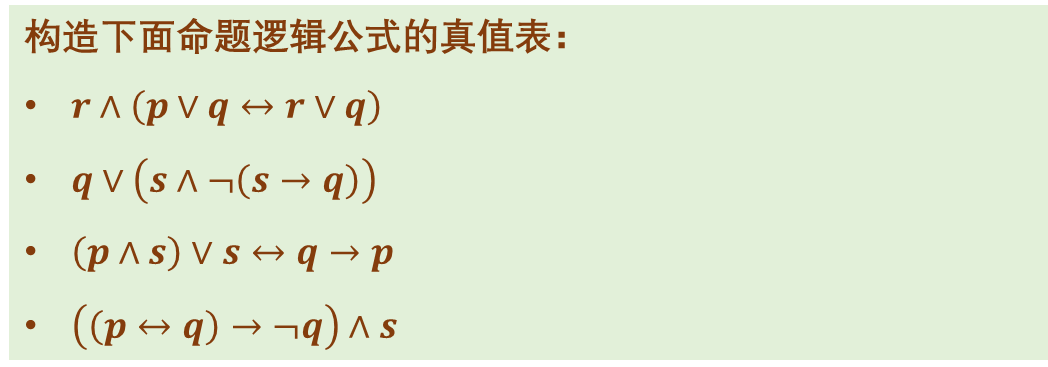 构造下面命题逻辑公式的真值表：
• r ∧ (p ∨ q ↔ r ∨ q)
• q ∨ (s ∧ ¬(s → q))
• (p ∧ s) ∨ s ↔ q → p
• ((p ↔ q) → ¬q) ∧ s